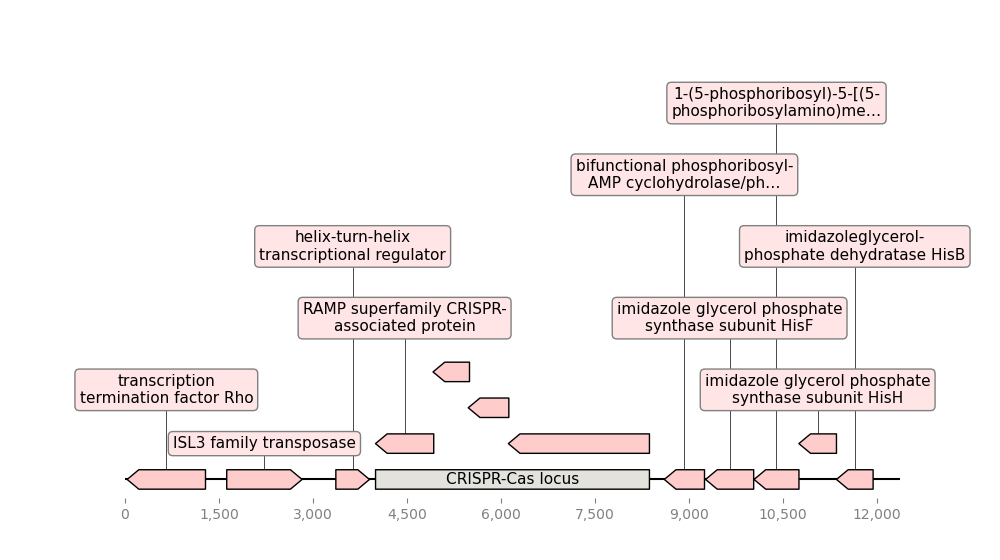 1-(5-phosphoribosyl)-5-[(5-
phosphoribosylamino)me…
bifunctional phosphoribosyl-
AMP cyclohydrolase/ph…
helix-turn-helix
transcriptional regulator
imidazoleglycerol-
phosphate dehydratase HisB
RAMP superfamily CRISPR-
associated protein
imidazole glycerol phosphate
synthase subunit HisF
transcription
termination factor Rho
imidazole glycerol phosphate
synthase subunit HisH
ISL3 family transposase
CRISPR-Cas locus
0 1,500 3,000 4,500 6,000 7,500 9,000 10,500 12,000